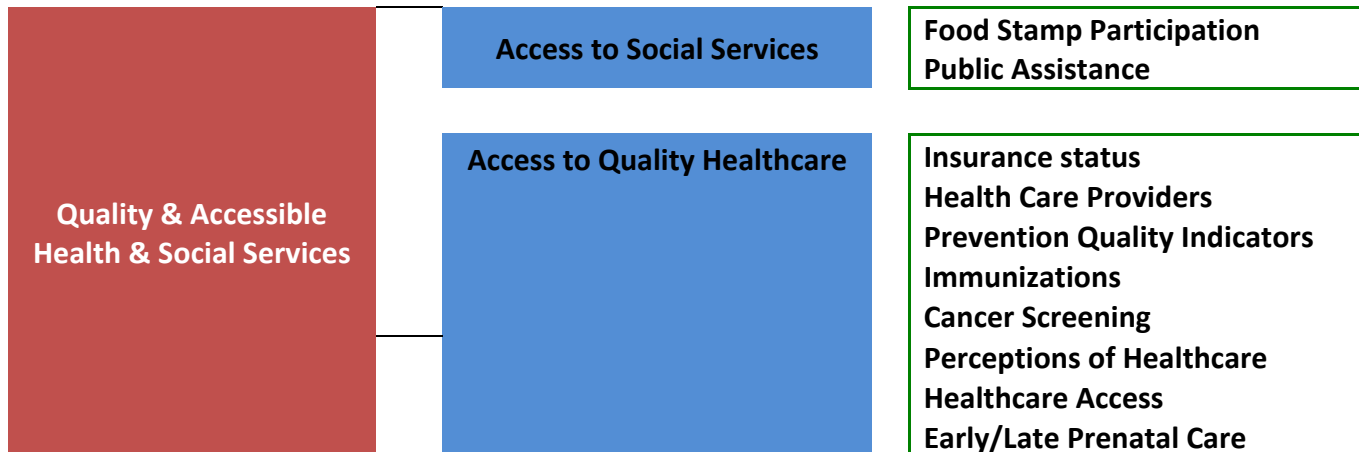 Quality & Accessible
Health & Social Services
Access to Social Services
Food Stamp Participation
Public Assistance
Access to Quality Healthcare
Insurance status
Health Care Providers
Prevention Quality Indicators
Immunizations
Cancer Screening
Perceptions of Healthcare
Healthcare Access
Early/Late Prenatal Care